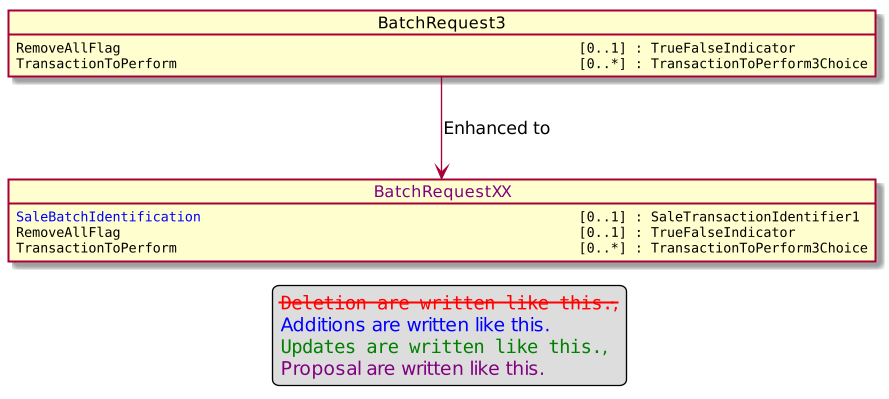 BatchRequest3
RemoveAllFlag [0..1] : TrueFalseIndicator
TransactionToPerform [0..*] : TransactionToPerform3Choice
Enhanced to
BatchRequestXX
SaleBatchIdentification [0..1] : SaleTransactionIdentifier1
RemoveAllFlag [0..1] : TrueFalseIndicator
TransactionToPerform [0..*] : TransactionToPerform3Choice
Deletion are written like this.;
Additions are written like this.
Updates are written like this.,
Proposal are written like this.